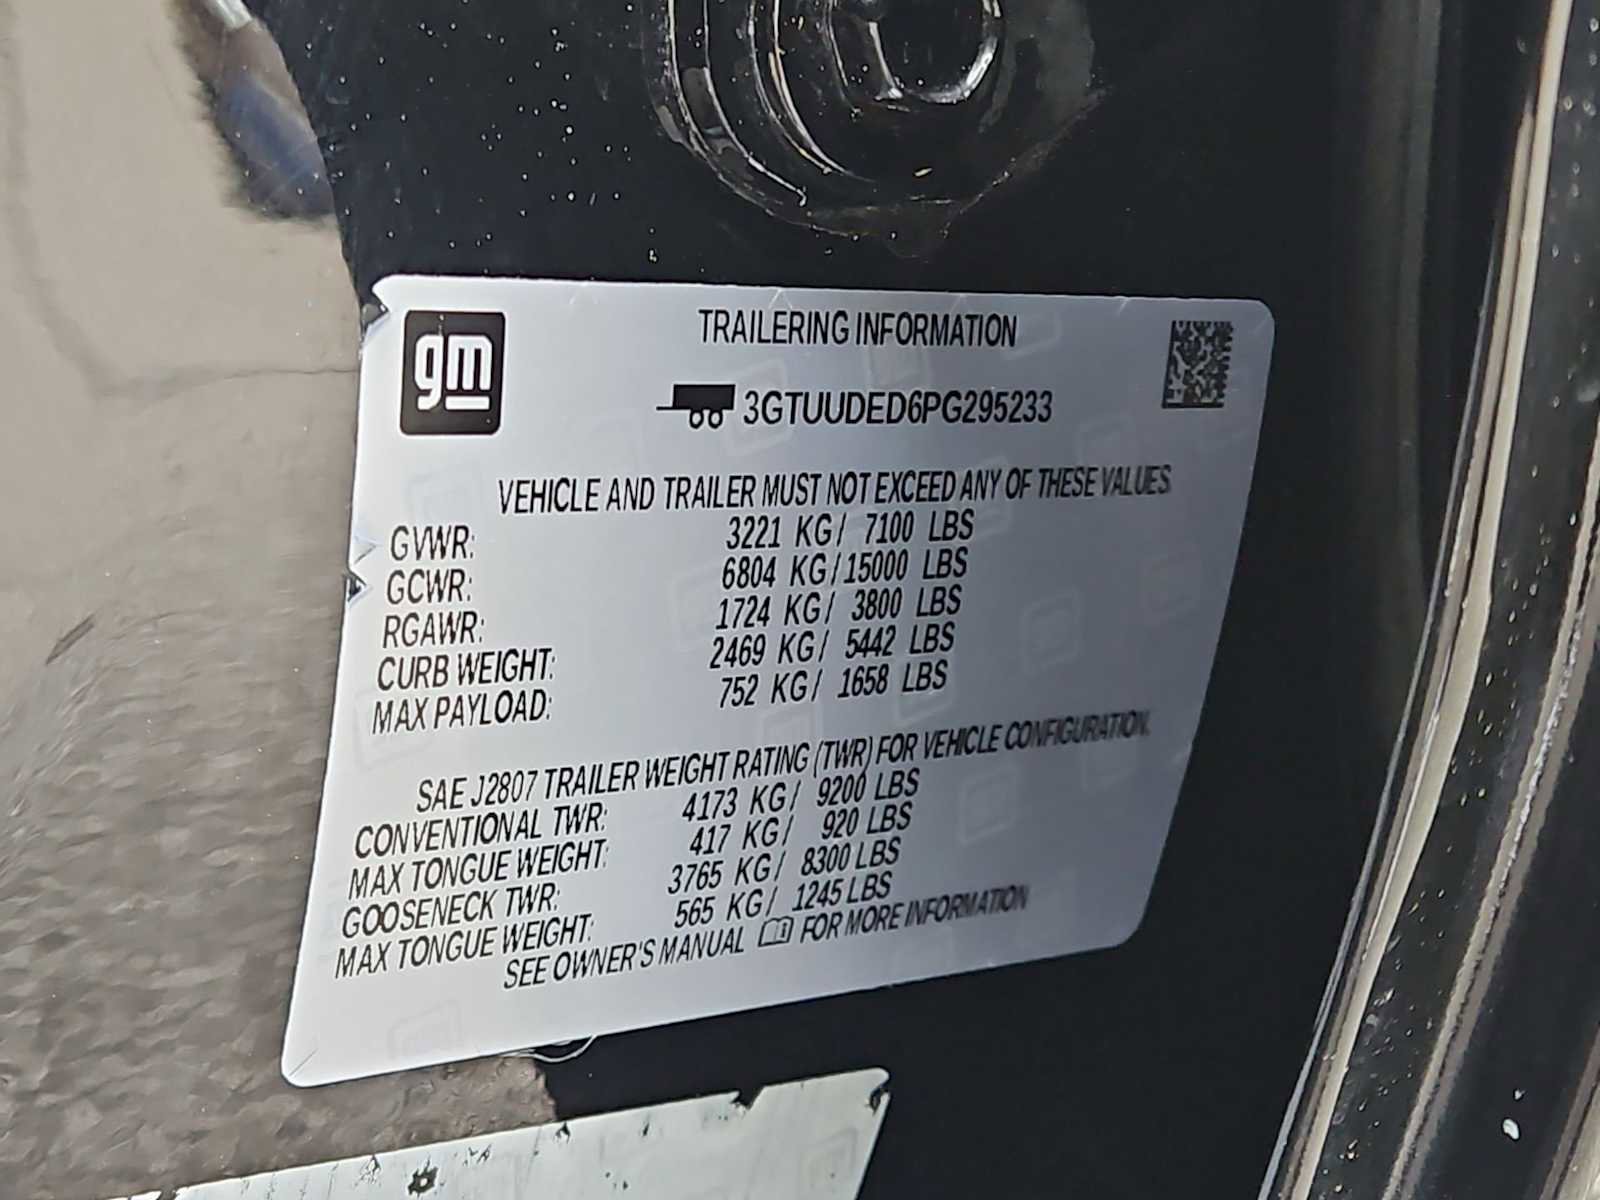 gm
TRAILERING INFORMATION
3GTUUDED6PG295233
VEHICLE AND TRAILER MUST NOT EXCEED ANY OF THESE VALUES
GVWR: 3221 KG/ 7100 LBS
GCWR: 6804 KG/15000 LBS
RGAWR: 1724 KG/ 3800 LBS
CURB WEIGHT: 2469 KG/ 5442 LBS
MAX PAYLOAD: 752 KG/ 1658 LBS
SAE J2807 TRAILER WEIGHT RATING (TWR) FOR VEHICLE CONFIGURATION.
CONVENTIONAL TWR: 4173 KG/ 9200 LBS
MAX TONGUE WEIGHT: 417 KG/ 920 LBS
GOOSENECK TWR: 3765 KG/ 8300 LBS
MAX TONGUE WEIGHT: 565 KG/ 1245 LBS
SEE OWNER'S MANUAL FOR MORE INFORMATION